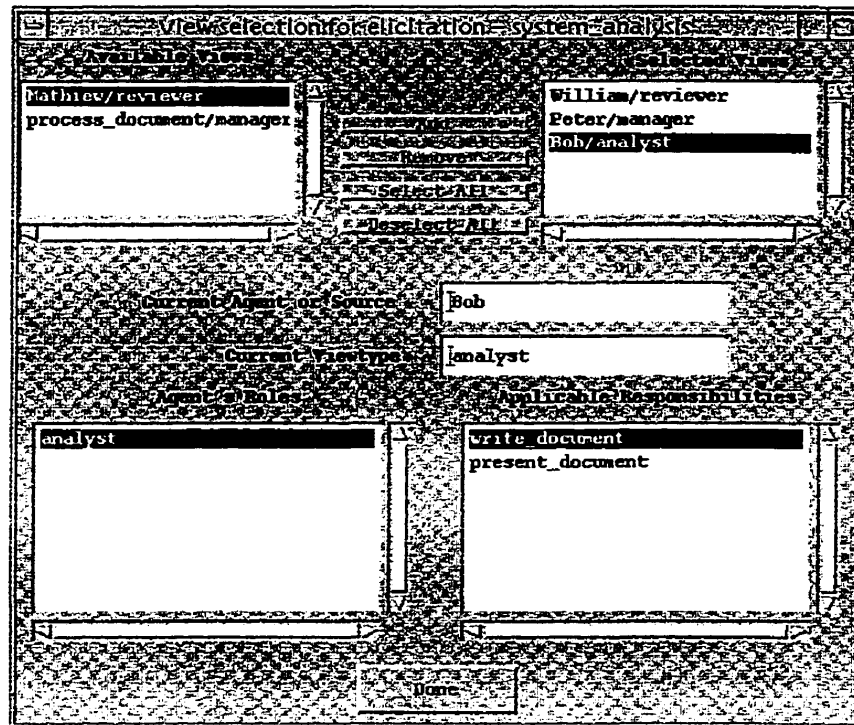 View selection for elicitation - system_analysis
Available Views
Selected Views
Mathiew/reviewer
process_document/manager
William/reviewer
Peter/manager
Bob/analyst
Add
Remove
Select All
Deselect All
Current Agent or Source
Bob
Current Viewtype
analyst
Agent's Roles
Applicable Responsibilities
analyst
write_document
present_document
Done